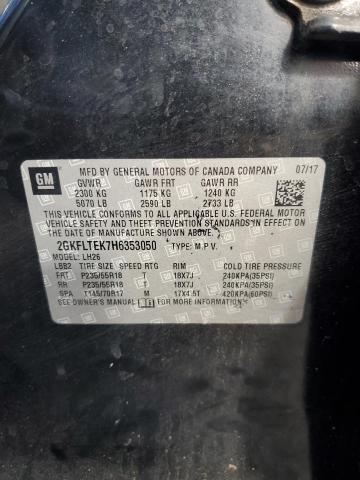 GM
MFD BY GENERAL MOTORS OF CANADA COMPANY 07/17
GVWR GAWR FRT GAWR RR
2300 KG 1175 KG 1240 KG
5070 LB 2590 LB 2733 LB
THIS VEHICLE CONFORMS TO ALL APPLICABLE U.S. FEDERAL MOTOR
VEHICLE SAFETY AND THEFT PREVENTION STANDARDS IN EFFECT ON
THE DATE OF MANUFACTURE SHOWN ABOVE.
2GKFLTEK7H6353050 TYPE: M.P.V.
MODEL: LH26
LBB2 TIRE SIZE SPEED RTG RIM COLD TIRE PRESSURE
FRT P235/55R18 T 18X7J 240KPA(35PSI)
RR P235/55R18 T 18X7J 240KPA(35PSI)
SPA T145/70R17 M 17X4.5T 420KPA(60PSI)
SEE OWNER'S MANUAL FOR MORE INFORMATION.